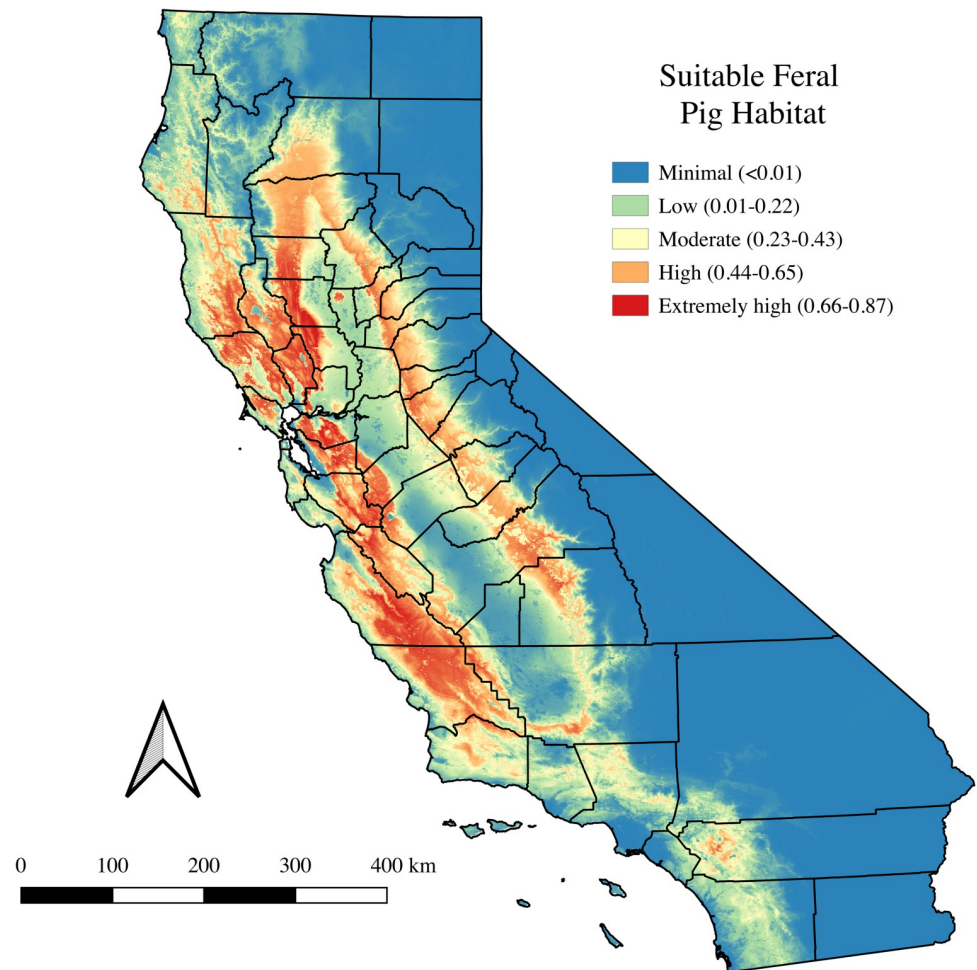 Suitable Feral
Pig Habitat
Minimal (<0.01)
Low (0.01-0.22)
Moderate (0.23-0.43)
High (0.44-0.65)
Extremely high (0.66-0.87)
0 100 200 300 400 km